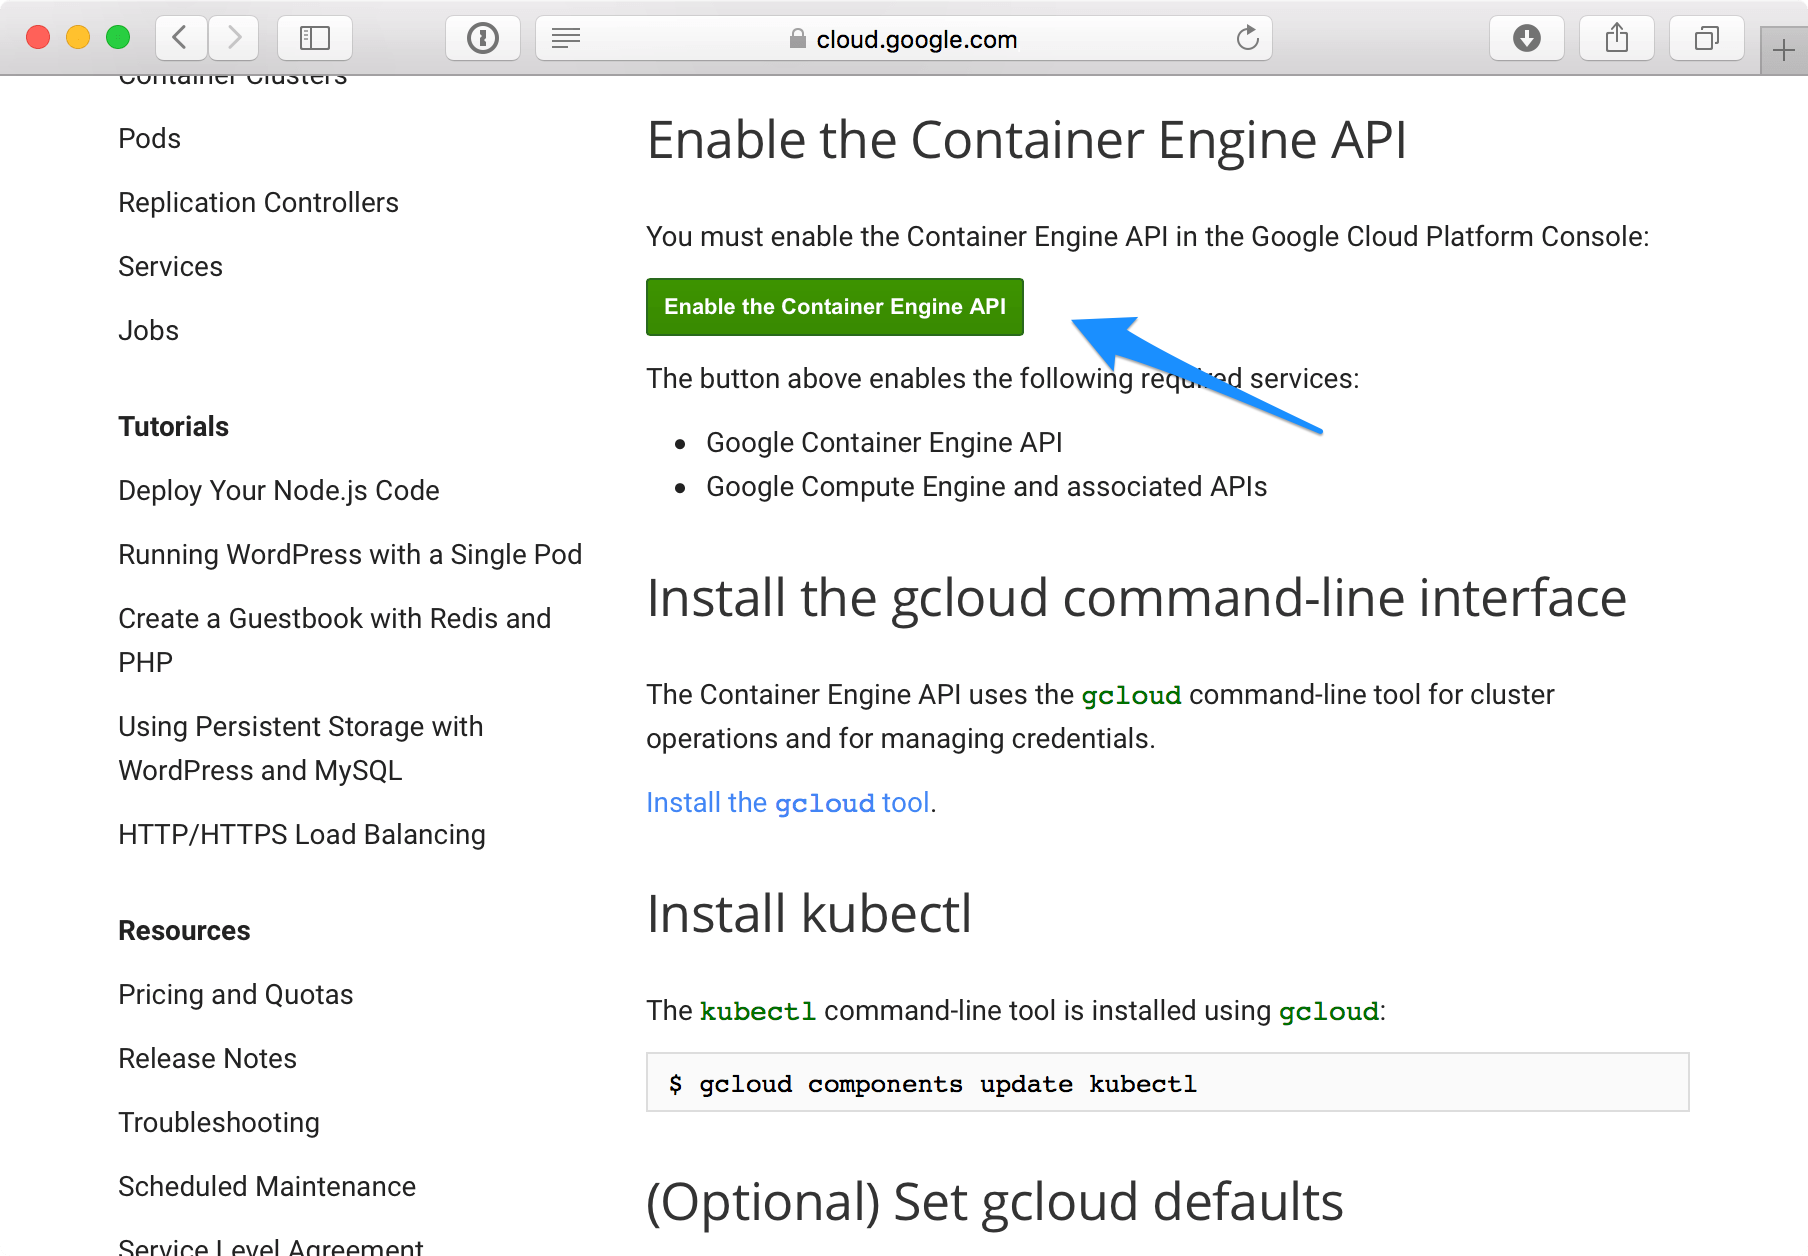 cloud.google.com
Container Clusters
Pods
Replication Controllers
Services
Jobs
Tutorials
Deploy Your Node.js Code
Running WordPress with a Single Pod
Create a Guestbook with Redis and
PHP
Using Persistent Storage with
WordPress and MySQL
HTTP/HTTPS Load Balancing
Resources
Pricing and Quotas
Release Notes
Troubleshooting
Scheduled Maintenance
Service Level Agreement
Enable the Container Engine API
You must enable the Container Engine API in the Google Cloud Platform Console:
Enable the Container Engine API
The button above enables the following required services:
• Google Container Engine API
• Google Compute Engine and associated APIs
Install the gcloud command-line interface
The Container Engine API uses the gcloud command-line tool for cluster
operations and for managing credentials.
Install the gcloud tool.
Install kubectl
The kubectl command-line tool is installed using gcloud:
$ gcloud components update kubectl
(Optional) Set gcloud defaults